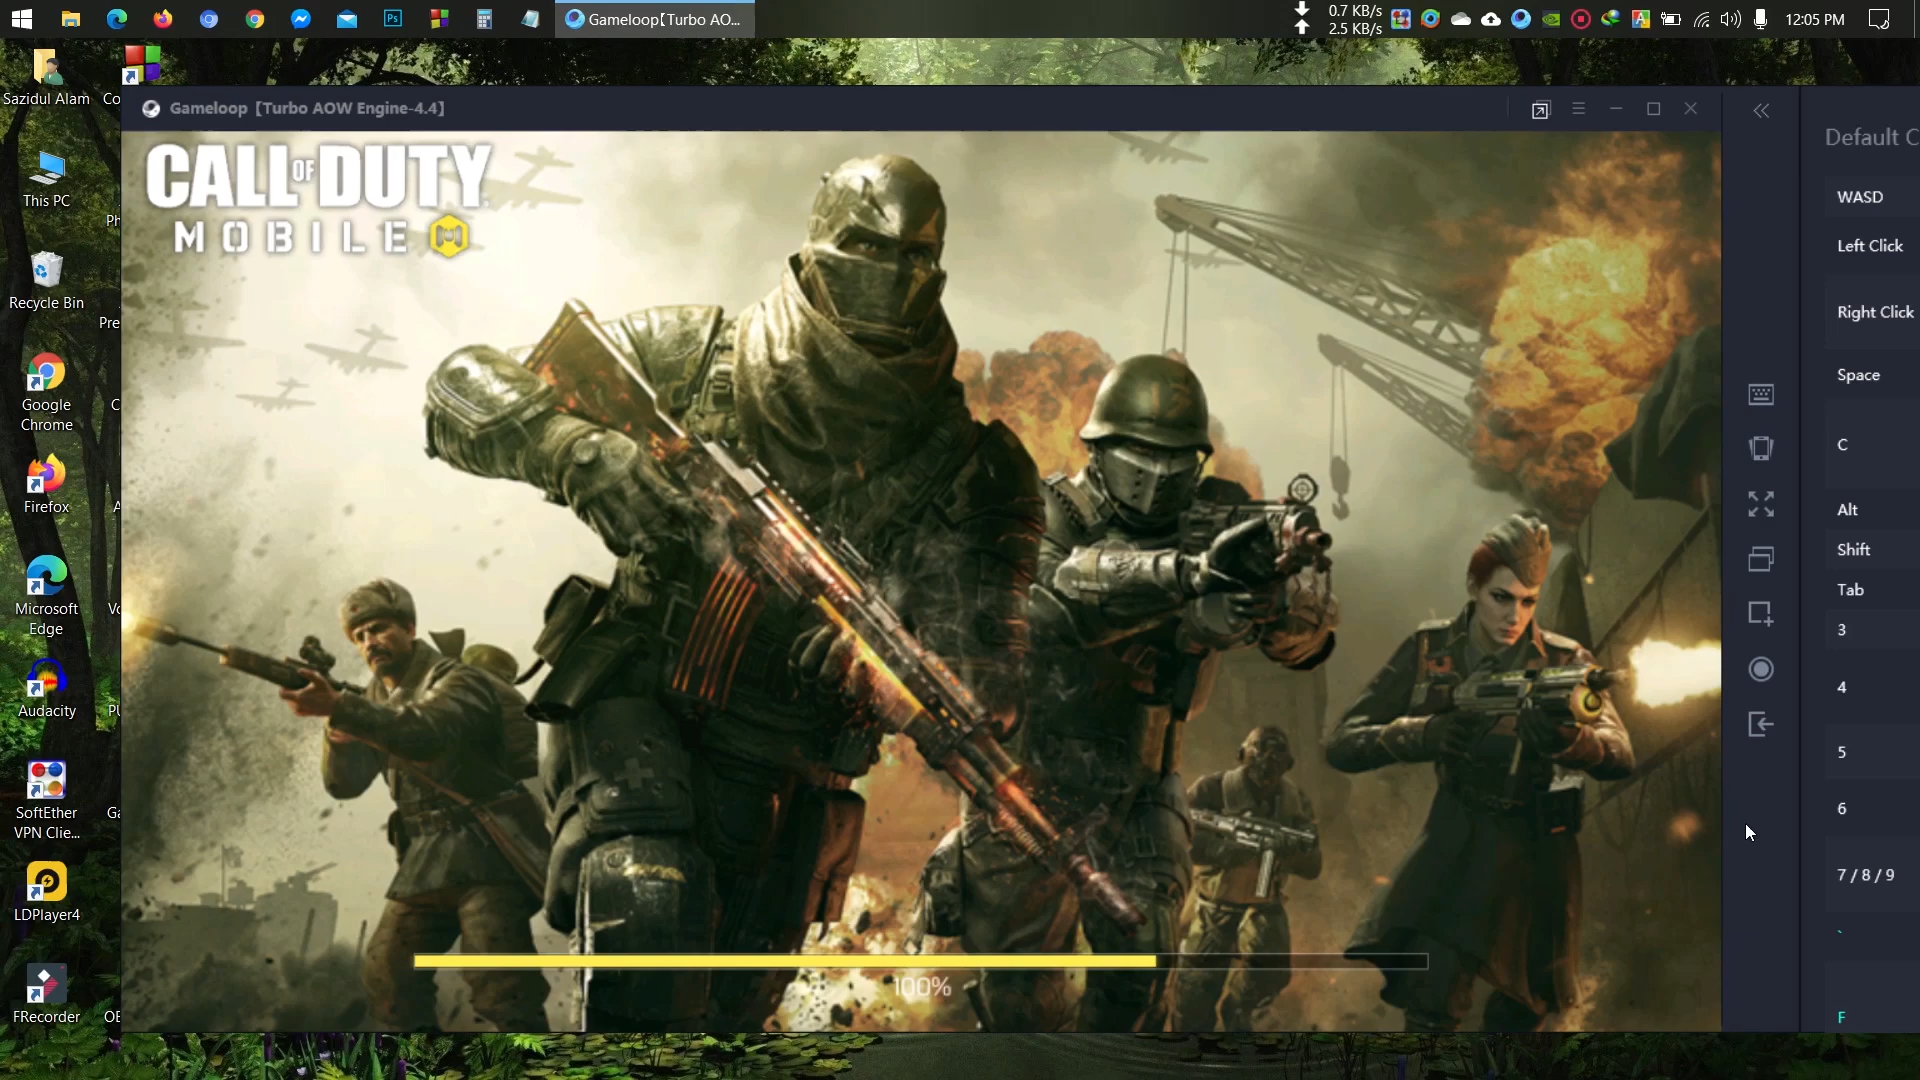 Gameloop【Turbo AO...
0.7 KB/s
2.5 KB/s
12:05 PM
Sazidul Alam
Co
This PC
Ph
Recycle Bin
Pre
Google
Chrome
C
Firefox
A
Microsoft
Edge
Vo
Audacity
PU
SoftEther
VPN Clie...
Ga
LDPlayer4
FRecorder
OB
Gameloop【Turbo AOW Engine-4.4】
CALL OF DUTY
MOBILE
100%
Default C
WASD
Left Click
Right Click
Space
C
Alt
Shift
Tab
3
4
5
6
7 / 8 / 9
`
F